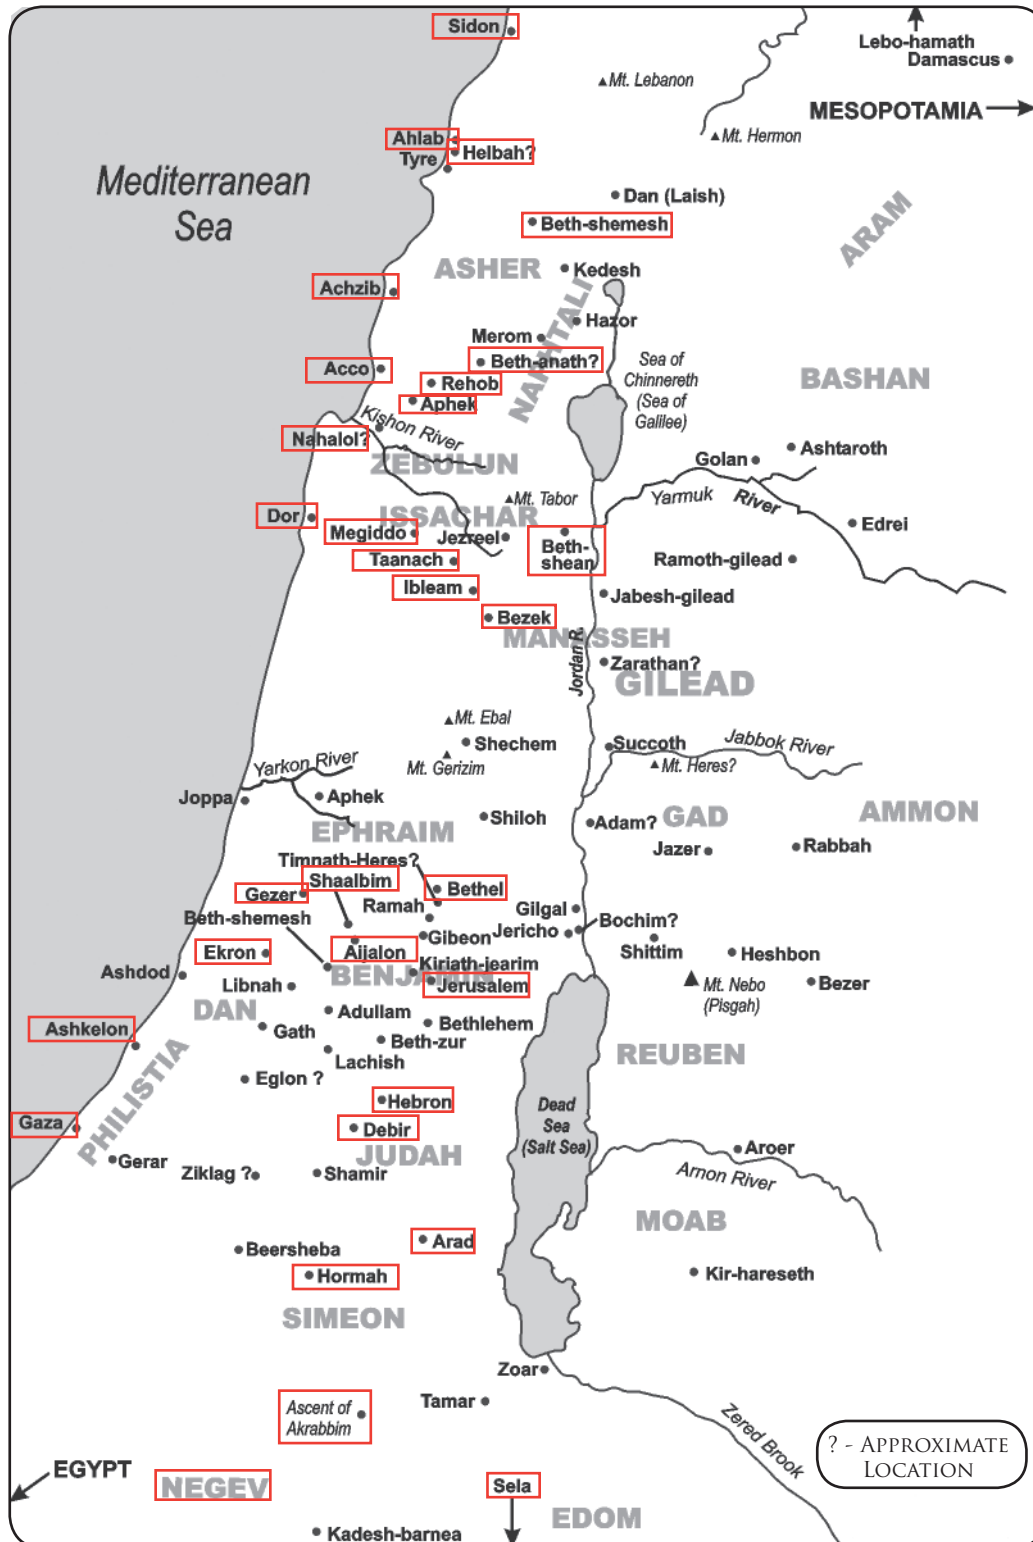 Sidon
Lebo-hamath
Damascus
Mt. Lebanon
MESOPOTAMIA
Mt. Hermon
Ahlab
Helbah?
Tyre
Mediterranean
Sea
Dan (Laish)
Beth-shemesh
ARAM
ASHER
Kedesh
Achzib
NAPHTALI
Hazor
Merom
Beth-anath?
Sea of
Chinnereth
(Sea of
Galilee)
Acco
Rehob
BASHAN
Aphek
Kishon River
Nahalol?
ZEBULUN
Ashtaroth
Golan
Mt. Tabor
Yarmuk River
Dor
ISSACHAR
Megiddo
Jezreel
Beth-
shean
Edrei
Taanach
Ramoth-gilead
Ibleam
Jabesh-gilead
Bezek
MANASSEH
Jordan R.
Zarathan?
GILEAD
Mt. Ebal
Shechem
Succoth
Jabbok River
Mt. Gerizim
Mt. Heres?
Yarkon River
Joppa
Aphek
Shiloh
EPHRAIM
Adam?
GAD
AMMON
Jazer
Rabbah
Timnath-Heres?
Shaalbim
Gezer
Bethel
Ramah
Gilgal
Beth-shemesh
Bochim?
Jericho
Gibeon
Aijalon
Ekron
Shittim
Heshbon
Kiriath-jearim
BENJAMIN
Ashdod
Jerusalem
Libnah
Mt. Nebo
(Pisgah)
Bezer
DAN
Adullam
Bethlehem
Ashkelon
Gath
Beth-zur
Lachish
REUBEN
PHILISTIA
Eglon ?
Hebron
Dead
Sea
(Salt Sea)
Gaza
Debir
JUDAH
Aroer
Gerar
Ziklag ?
Shamir
Arnon River
MOAB
Arad
Beersheba
Hormah
Kir-hareseth
SIMEON
Zoar
Tamar
Ascent of
Akrabbim
Zered Brook
? - APPROXIMATE
LOCATION
EGYPT
NEGEV
Sela
EDOM
Kadesh-barnea